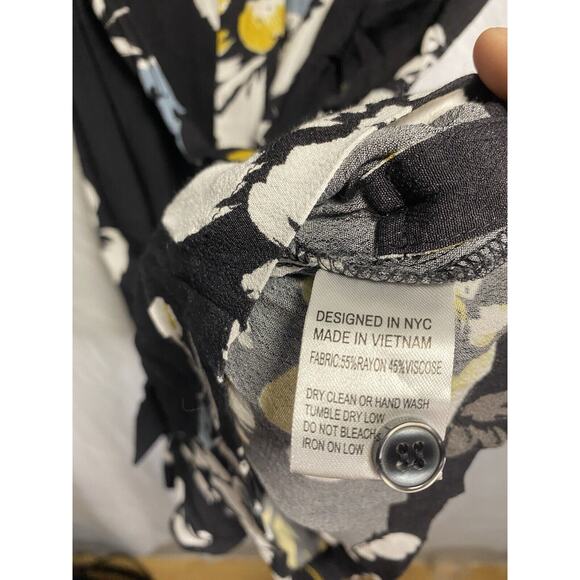 DESIGNED IN NYC
MADE IN VIETNAM
FABRIC:55%RAYON 45%VISCOSE
DRY CLEAN OR HAND WASH
TUMBLE DRY LOW
DO NOT BLEACH
IRON ON LOW